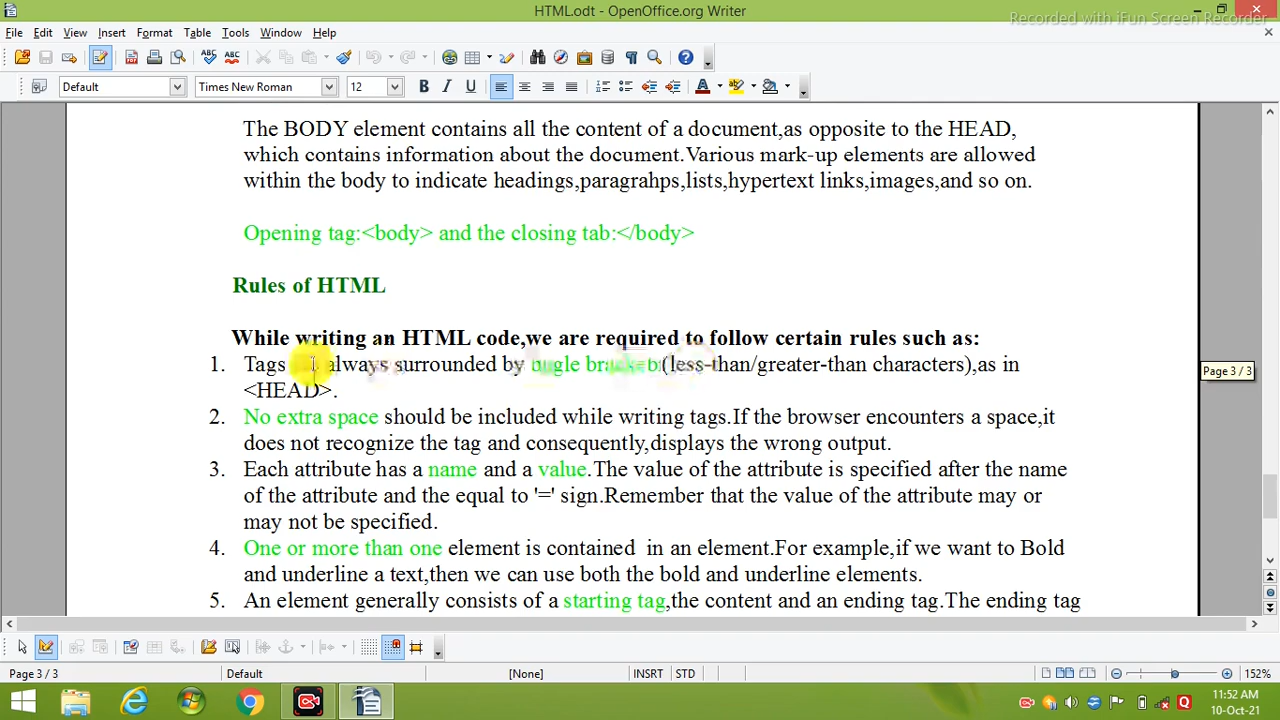 HTML.odt - OpenOffice.org Writer
Recorded with iFun Screen Recorder
File Edit View Insert Format Table Tools Window Help
Default Times New Roman 12
The BODY element contains all the content of a document,as opposite to the HEAD,
which contains information about the document.Various mark-up elements are allowed
within the body to indicate headings,paragrahps,lists,hypertext links,images,and so on.
Opening tag:<body> and the closing tab:</body>
Rules of HTML
While writing an HTML code,we are required to follow certain rules such as:
1. Tags always surrounded by (less-than/greater-than characters),as in
<HEAD>.
2. No extra space should be included while writing tags.If the browser encounters a space,it
does not recognize the tag and consequently,displays the wrong output.
3. Each attribute has a name and a value.The value of the attribute is specified after the name
of the attribute and the equal to '=' sign.Remember that the value of the attribute may or
may not be specified.
4. One or more than one element is contained in an element.For example,if we want to Bold
and underline a text,then we can use both the bold and underline elements.
5. An element generally consists of a starting tag,the content and an ending tag.The ending tag
Page 3 / 3
Page 3 / 3 Default [None] INSRT STD 152%
11:52 AM
10-Oct-21